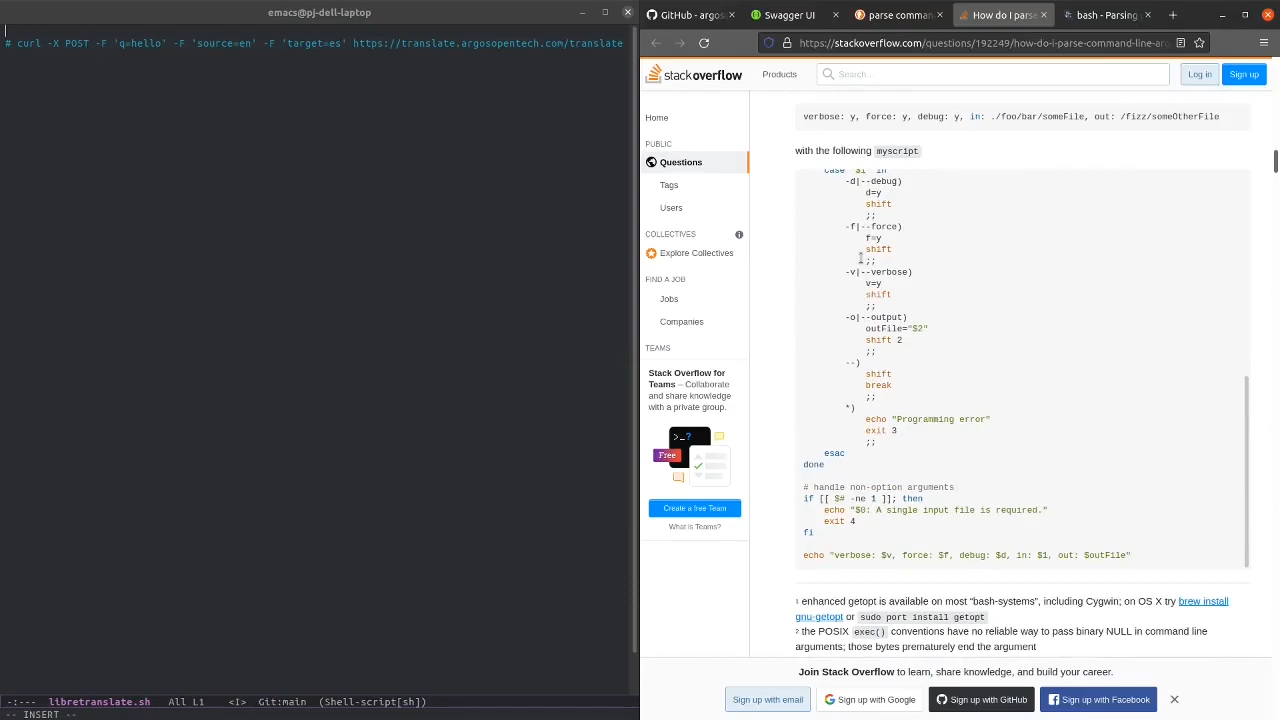 emacs@pj-dell-laptop
# curl -X POST -F 'q=hello' -F 'source=en' -F 'target=es' https://translate.argosopentech.com/translate
-:--- libretranslate.sh All L1 <I> Git:main (Shell-script[sh])
-- INSERT --
GitHub - argos
Swagger UI
parse comman
How do I parse
bash - Parsing
https://stackoverflow.com/questions/192249/how-do-i-parse-command-line-arg
stackoverflow
Products
Search…
Log in
Sign up
Home
PUBLIC
Questions
Tags
Users
COLLECTIVES
Explore Collectives
FIND A JOB
Jobs
Companies
TEAMS
Stack Overflow for
Teams – Collaborate
and share knowledge
with a private group.
>_?
Free
Create a free Team
What is Teams?
verbose: y, force: y, debug: y, in: ./foo/bar/someFile, out: /fizz/someOtherFile
with the following myscript
case "$1" in
-d|--debug)
d=y
shift
;;
-f|--force)
f=y
shift
;;
-v|--verbose)
v=y
shift
;;
-o|--output)
outFile="$2"
shift 2
;;
--)
shift
break
;;
*)
echo "Programming error"
exit 3
;;
esac
done
# handle non-option arguments
if [[ $# -ne 1 ]]; then
echo "$0: A single input file is required."
exit 4
fi
echo "verbose: $v, force: $f, debug: $d, in: $1, out: $outFile"
1 enhanced getopt is available on most “bash-systems”, including Cygwin; on OS X try brew install
gnu-getopt or sudo port install getopt
2 the POSIX exec() conventions have no reliable way to pass binary NULL in command line
arguments; those bytes prematurely end the argument
Join Stack Overflow to learn, share knowledge, and build your career.
Sign up with email
Sign up with Google
Sign up with GitHub
Sign up with Facebook